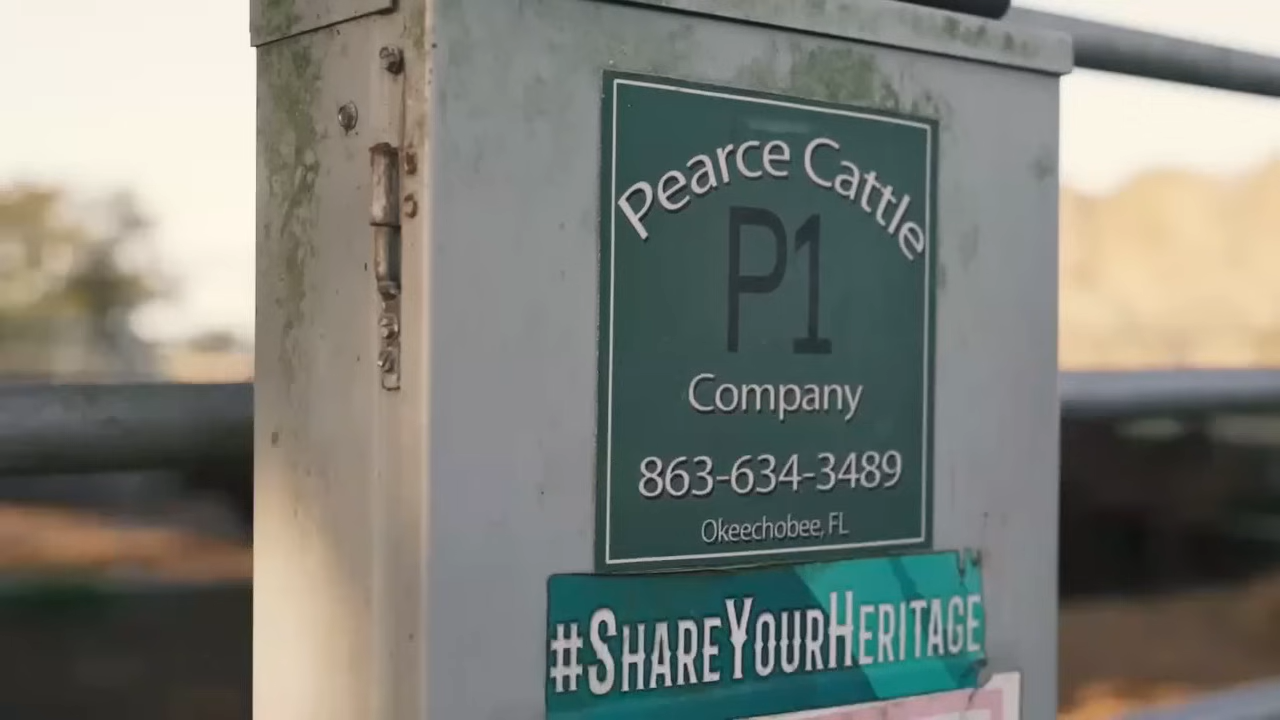 Pearce Cattle
P1
Company
863-634-3489
Okeechobee, FL
#SHAREYOURHERITAGE